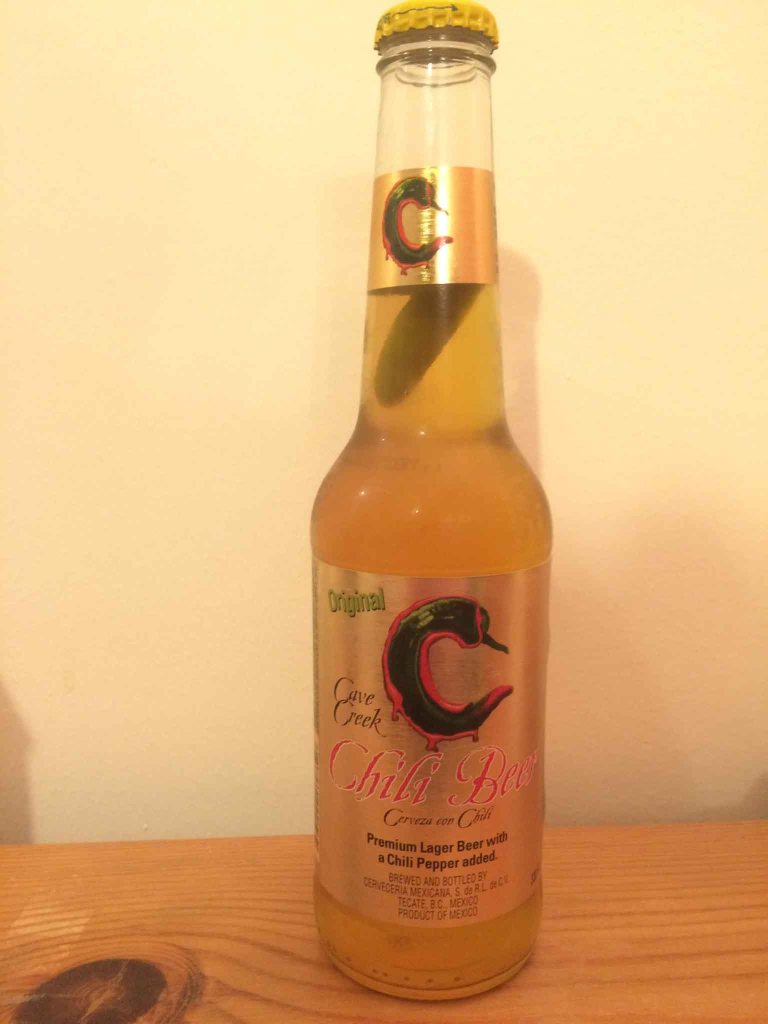 Original
Cave
Creek
Chili Beer
Cerveza con Chili
Premium Lager Beer with
a Chili Pepper added.
BREWED AND BOTTLED BY
CERVECERIA MEXICANA, S. de R.L. de C.V.
TECATE, B.C., MEXICO
PRODUCT OF MEXICO